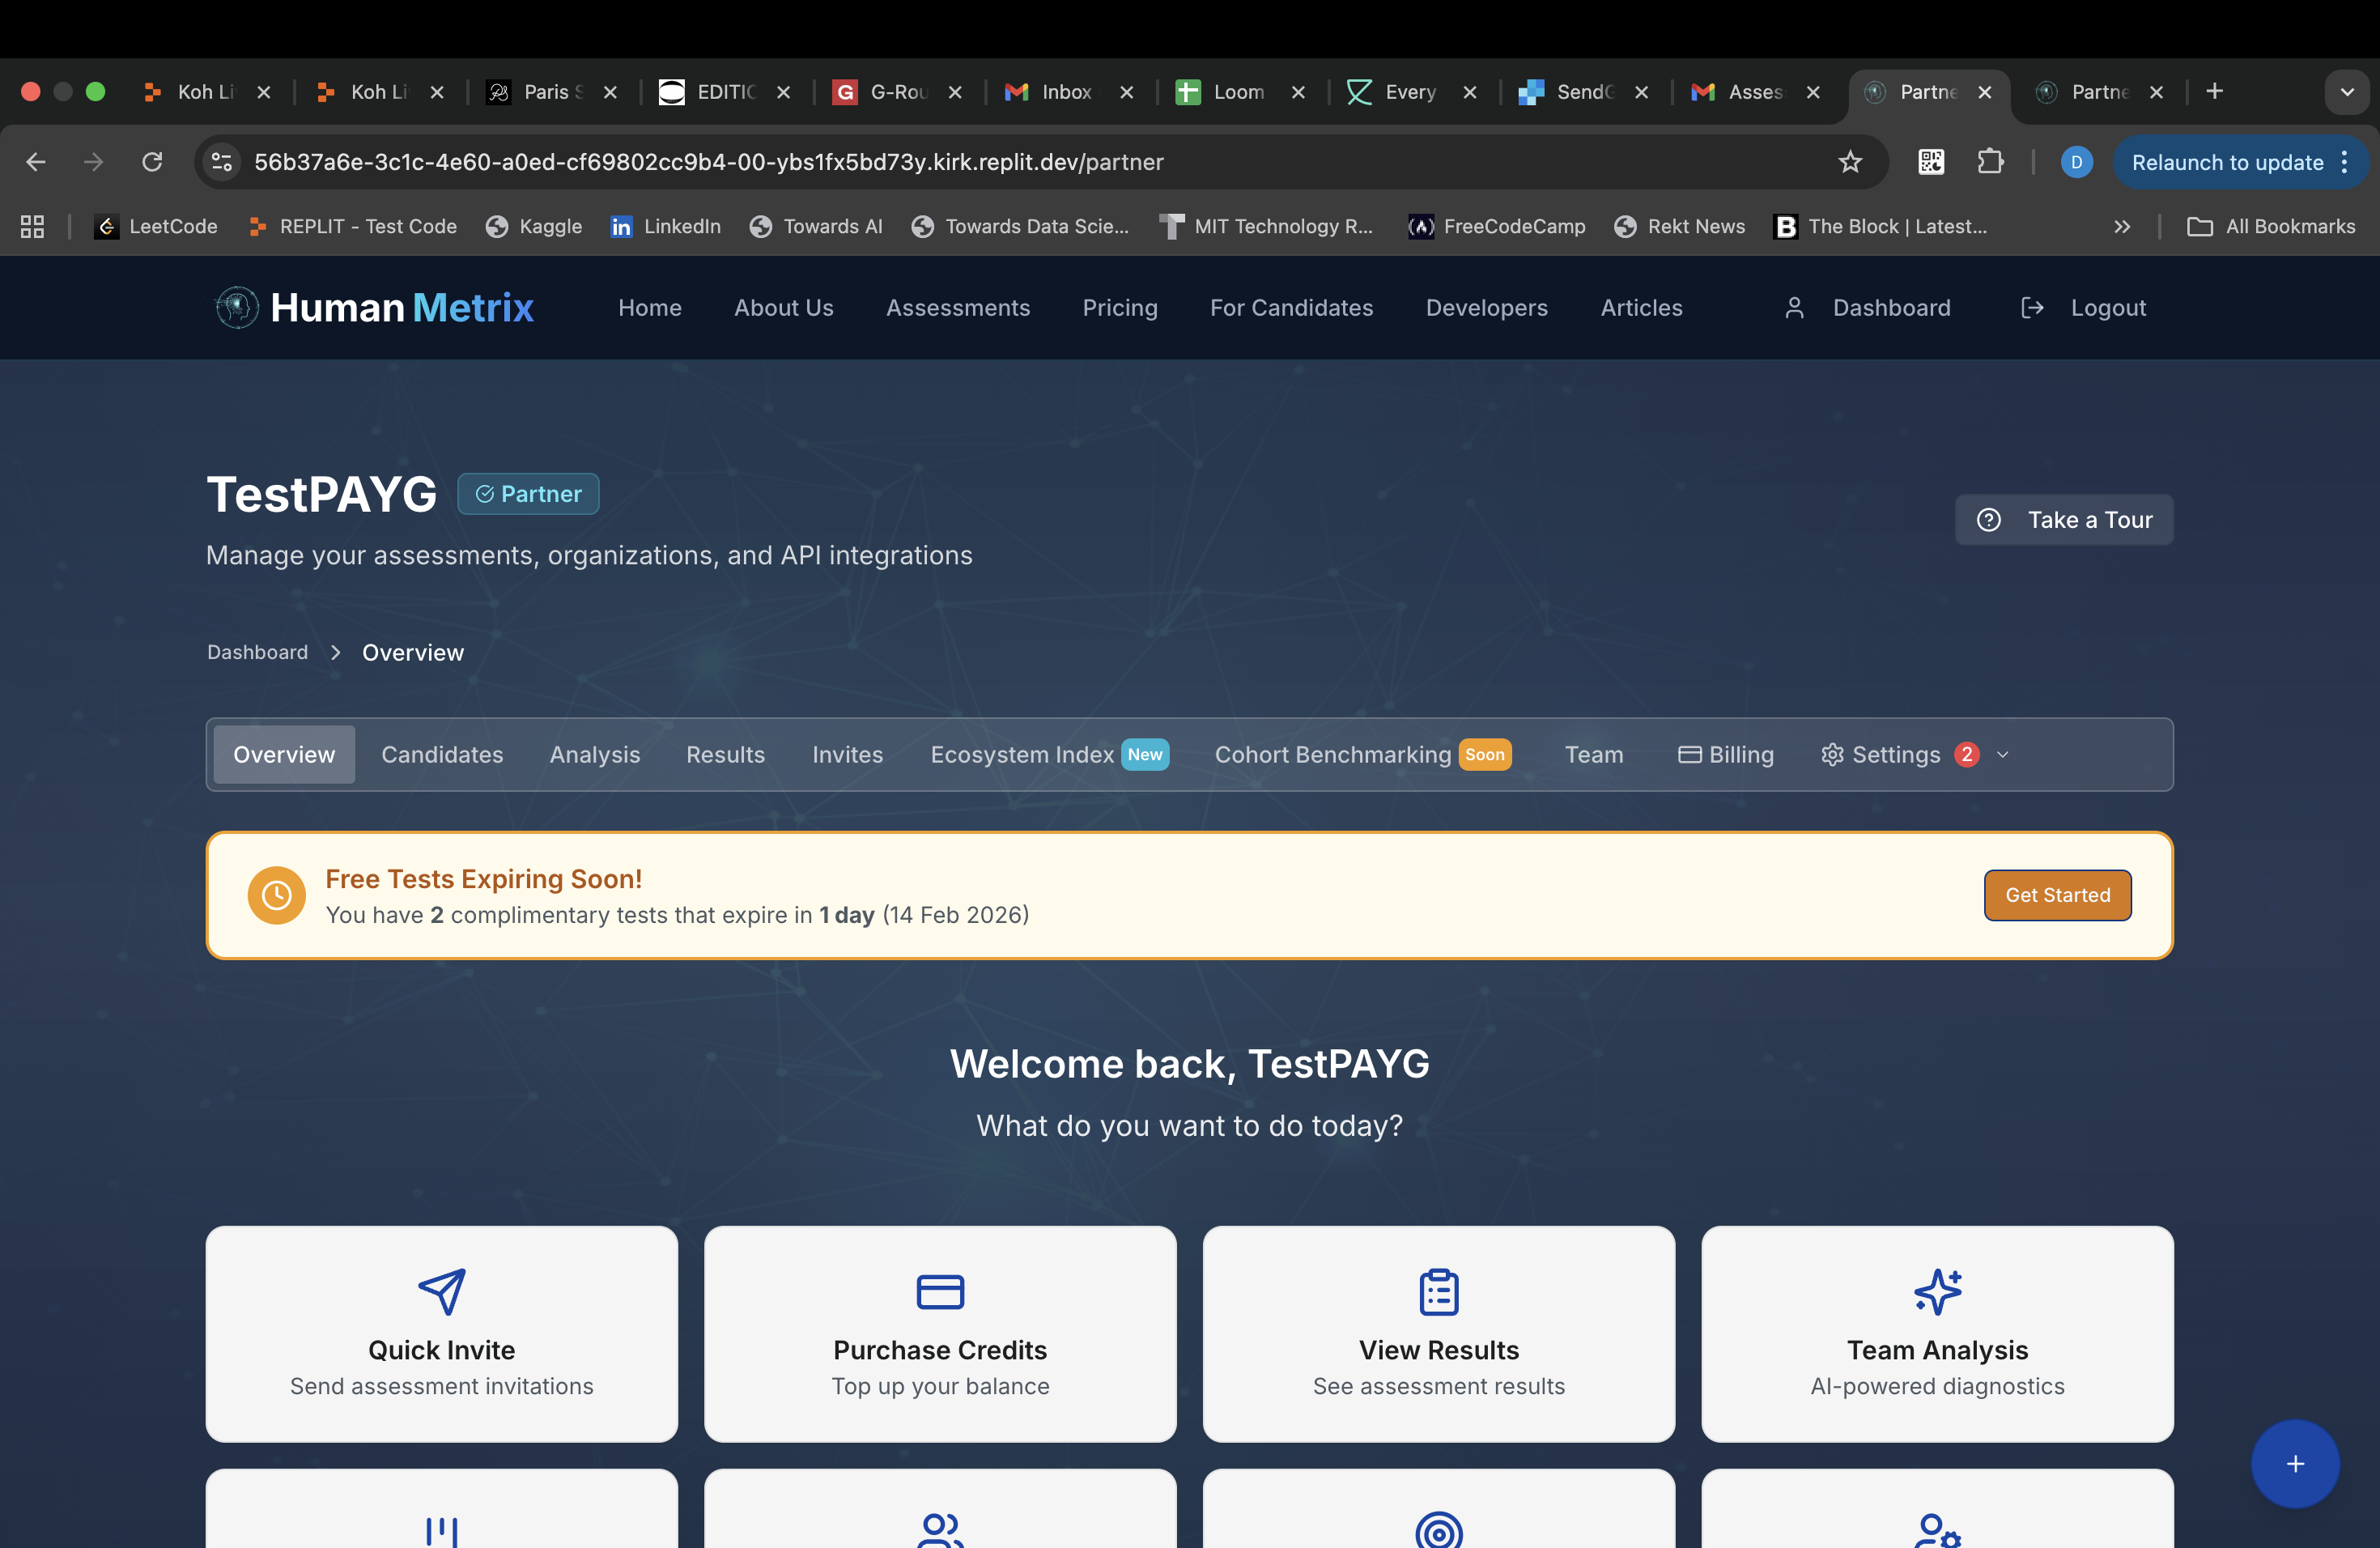 Koh Li
Koh Li
Paris S
EDITIC
G-Rou
Inbox
Loom
Every
SendG
Asses
Partne
Partne
56b37a6e-3c1c-4e60-a0ed-cf69802cc9b4-00-ybs1fx5bd73y.kirk.replit.dev/partner
D
Relaunch to update
LeetCode
REPLIT - Test Code
Kaggle
LinkedIn
Towards AI
Towards Data Scie...
MIT Technology R...
FreeCodeCamp
Rekt News
The Block | Latest...
All Bookmarks
Human Metrix
Home
About Us
Assessments
Pricing
For Candidates
Developers
Articles
Dashboard
Logout
TestPAYG
Partner
Take a Tour
Manage your assessments, organizations, and API integrations
Dashboard > Overview
Overview
Candidates
Analysis
Results
Invites
Ecosystem Index New
Cohort Benchmarking Soon
Team
Billing
Settings 2
Free Tests Expiring Soon!
You have 2 complimentary tests that expire in 1 day (14 Feb 2026)
Get Started
Welcome back, TestPAYG
What do you want to do today?
Quick Invite
Send assessment invitations
Purchase Credits
Top up your balance
View Results
See assessment results
Team Analysis
AI-powered diagnostics